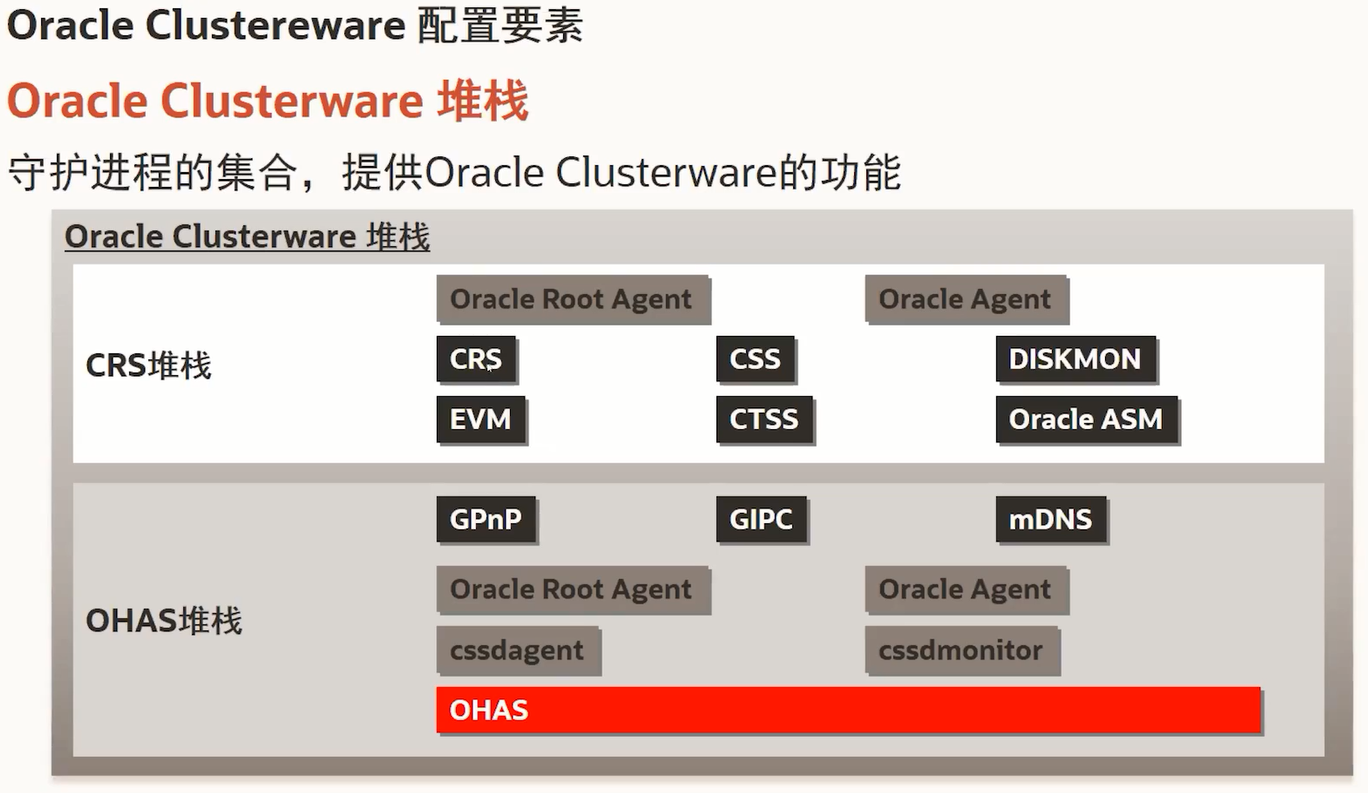 Oracle Clustereware 配置要素
Oracle Clusterware 堆栈
守护进程的集合，提供Oracle Clusterware的功能
Oracle Clusterware 堆栈
Oracle Root Agent Oracle Agent
CRS CSS DISKMON
CRS堆栈
EVM CTSS Oracle ASM
GPnP GIPC mDNS
Oracle Root Agent Oracle Agent
OHAS堆栈
cssdagent cssdmonitor
OHAS